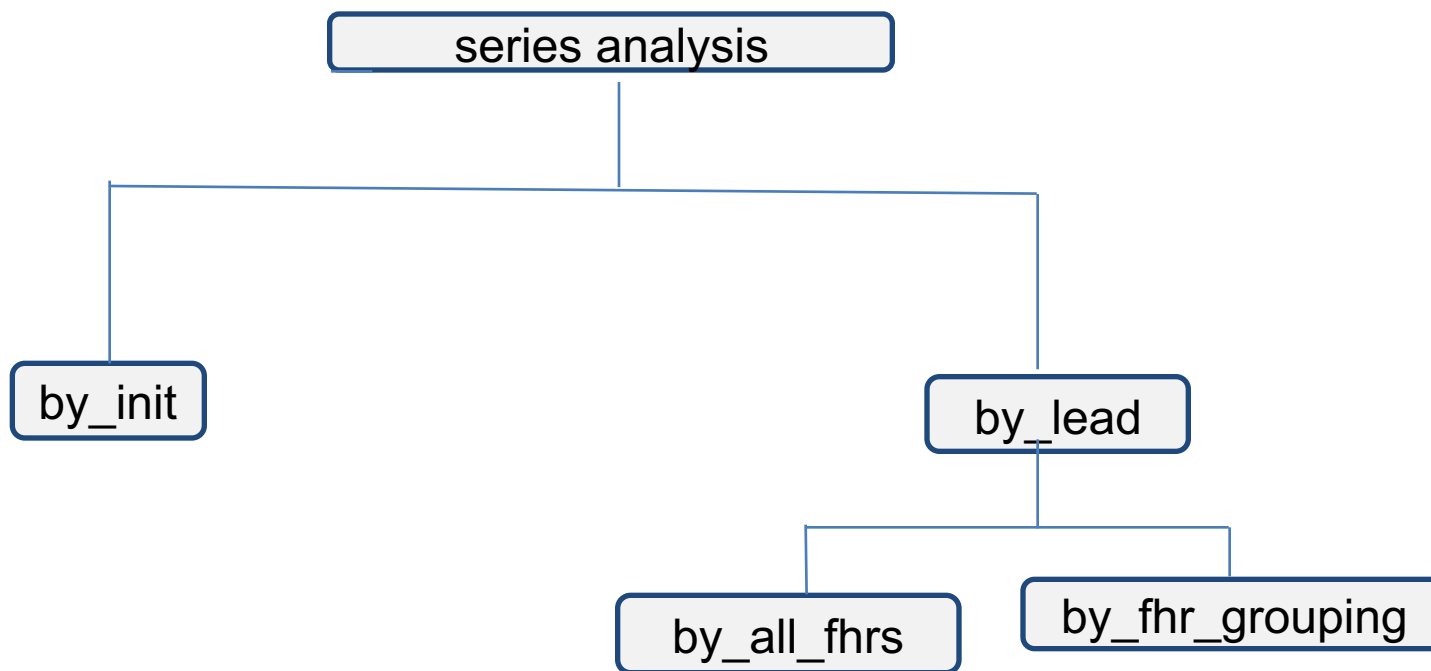 series analysis
by_init
by_lead
by_all_fhrs
by_fhr_grouping